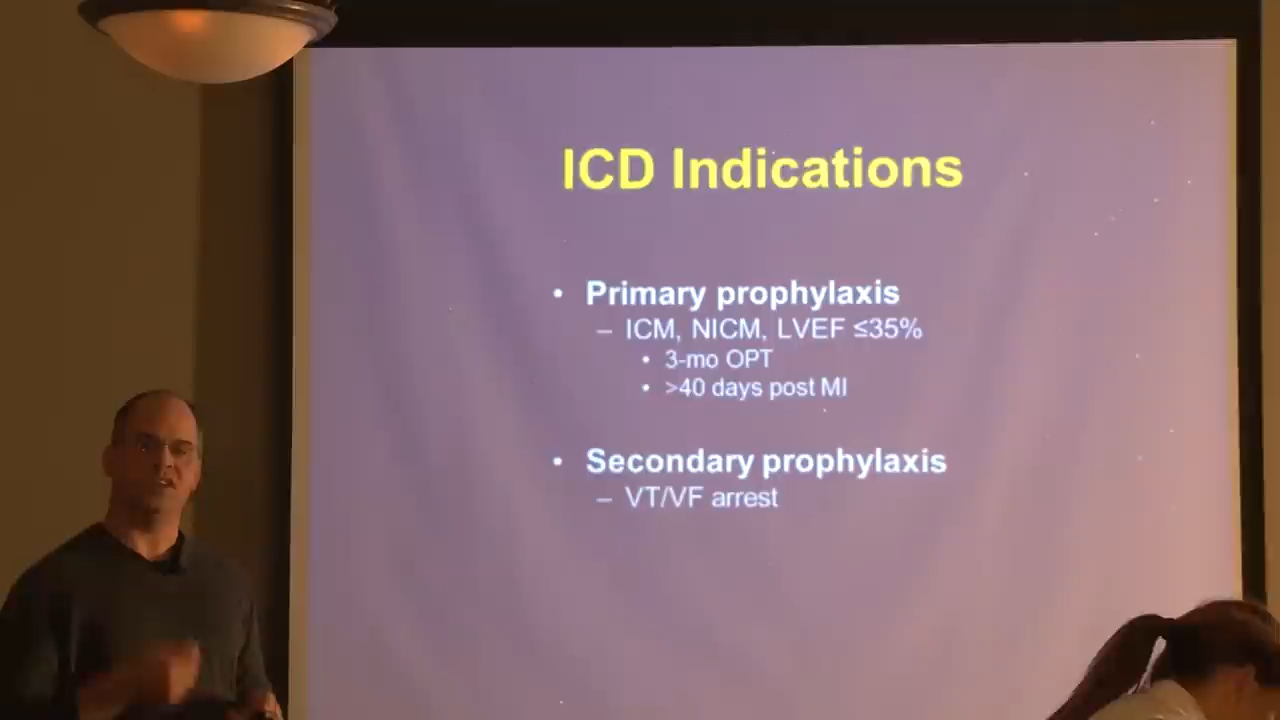 ICD Indications
• Primary prophylaxis
– ICM, NICM, LVEF ≤35%
• 3-mo OPT
• >40 days post MI
• Secondary prophylaxis
– VT/VF arrest